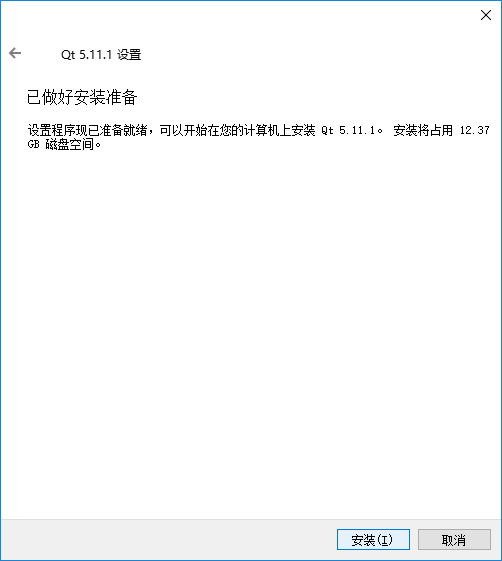 Qt 5.11.1 设置
已做好安装准备
设置程序现已准备就绪，可以开始在您的计算机上安装 Qt 5.11.1。 安装将占用 12.37
GB 磁盘空间。
安装(I)
取消